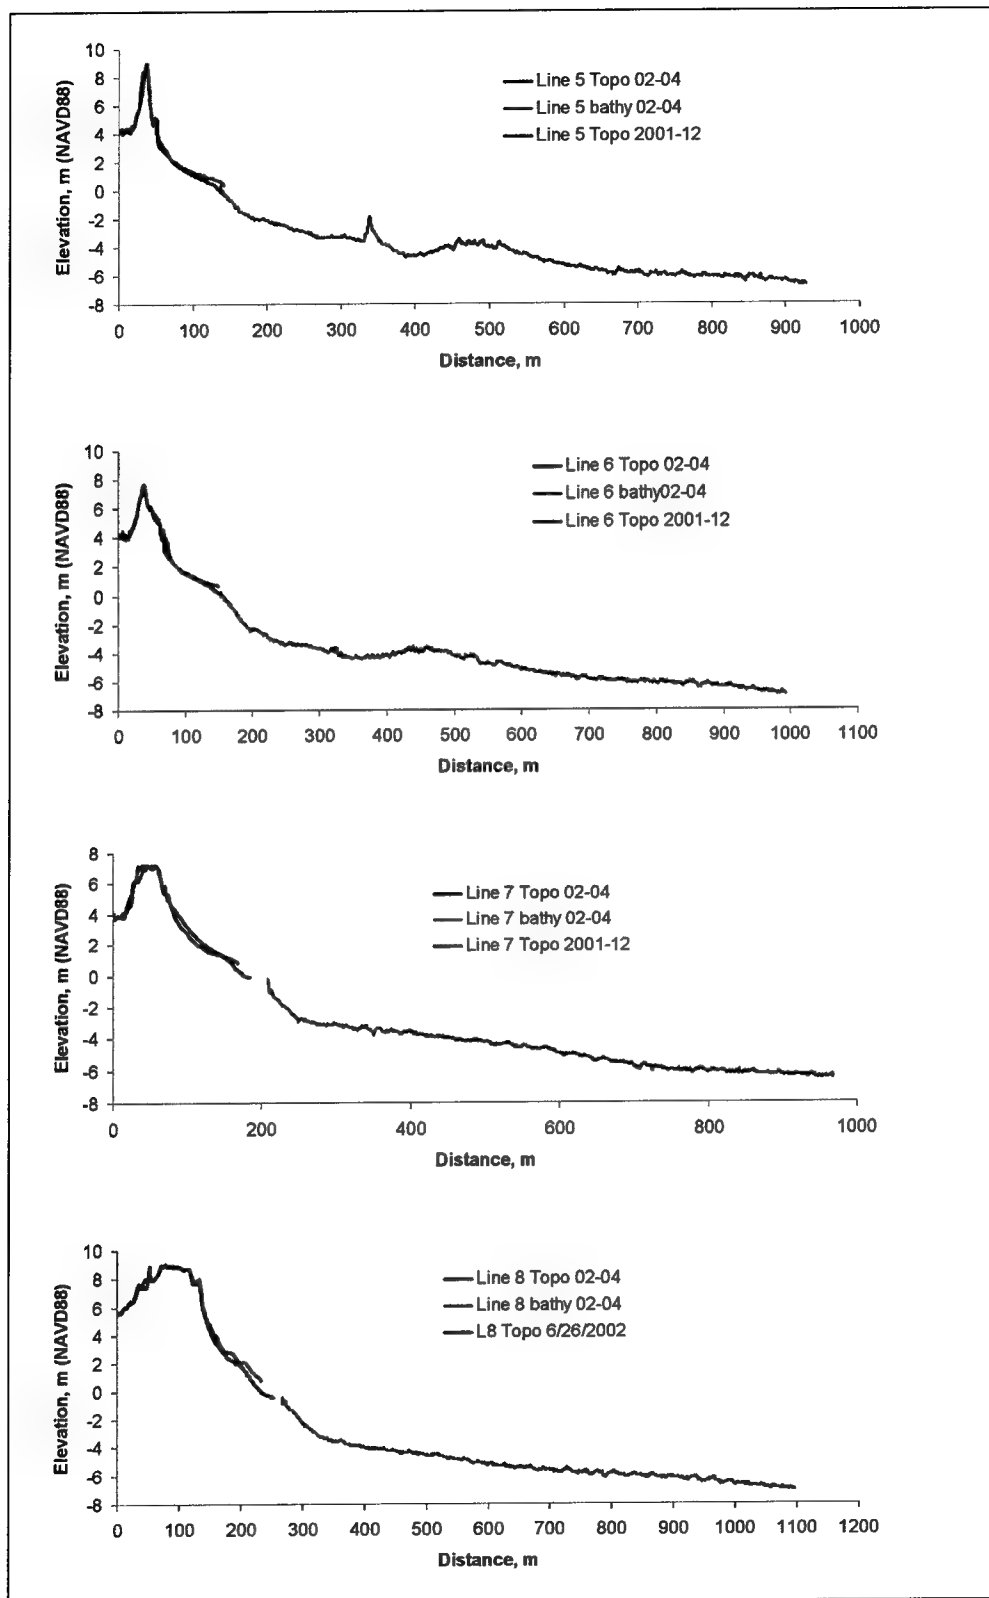 10
8
6
4
2
0
-2
-4
-6
-8
Elevation, m (NAVD88)
Line 5 Topo 02-04
Line 5 bathy 02-04
Line 5 Topo 2001-12
0 100 200 300 400 500 600 700 800 900 1000
Distance, m
10
8
6
4
2
0
-2
-4
-6
-8
Elevation, m (NAVD88)
Line 6 Topo 02-04
Line 6 bathy02-04
Line 6 Topo 2001-12
0 100 200 300 400 500 600 700 800 900 1000 1100
Distance, m
8
6
4
2
0
-2
-4
-6
-8
Elevation, m (NAVD88)
Line 7 Topo 02-04
Line 7 bathy 02-04
Line 7 Topo 2001-12
0 200 400 600 800 1000
Distance, m
10
8
6
4
2
0
-2
-4
-6
-8
Elevation, m (NAVD88)
Line 8 Topo 02-04
Line 8 bathy 02-04
L8 Topo 6/26/2002
0 100 200 300 400 500 600 700 800 900 1000 1100 1200
Distance, m